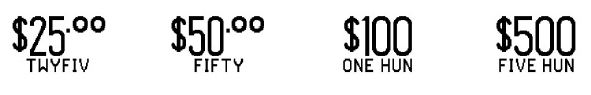 $25.00 $50.00 $100 $500
TWYFIV FIFTY ONE HUN FIVE HUN